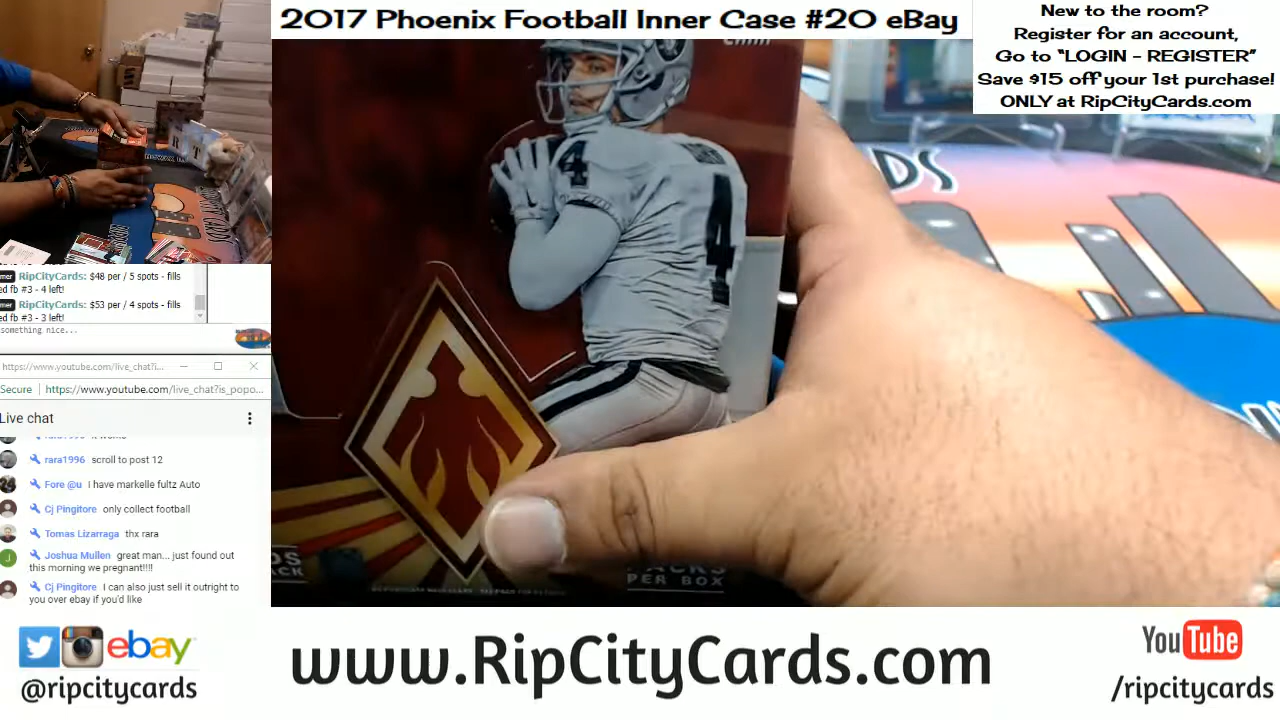 2017 Phoenix Football Inner Case #20 eBay
New to the room?
Register for an account,
Go to “LOGIN - REGISTER”
Save $15 off your 1st purchase!
ONLY at RipCityCards.com
4
4
PER BOX
RipCityCards: $48 per / 5 spots - fills
ed fb #3 - 4 left!
RipCityCards: $53 per / 4 spots - fills
ed fb #3 - 3 left!
something nice...
https://www.youtube.com/live_chat?i...
Secure https://www.youtube.com/live_chat?is_popo...
Live chat
rara1996 scroll to post 12
Fore @u I have markelle fultz Auto
Cj Pingitore only collect football
Tomas Lizarraga thx rara
J Joshua Mullen great man... just found out
this morning we pregnant!!!!
Cj Pingitore I can also just sell it outright to
you over ebay if you'd like
ebay
@ripcitycards
www.RipCityCards.com
YouTube
/ripcitycards